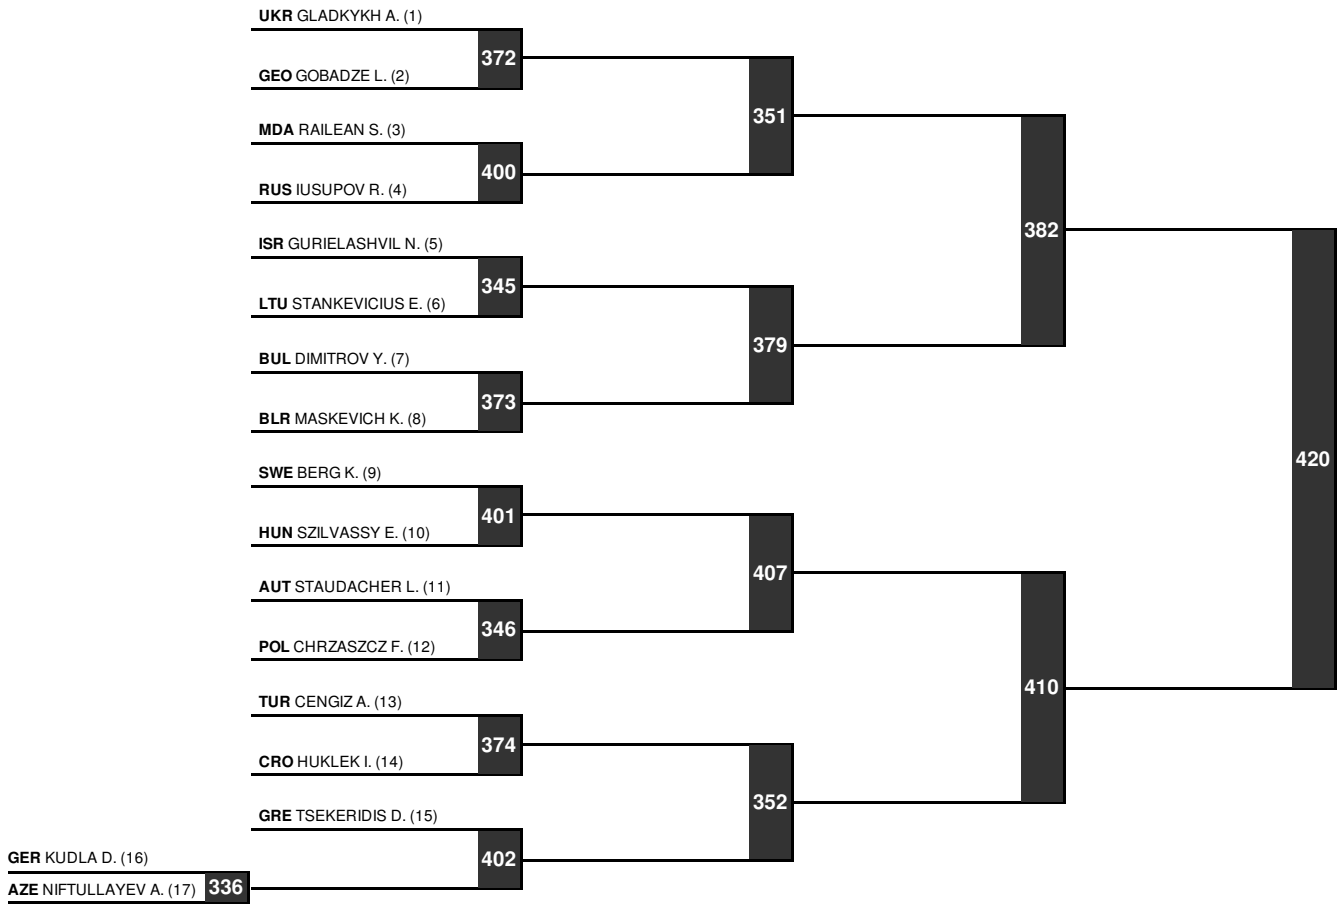 UKR GLADKYKH A. (1)
372
GEO GOBADZE L. (2)
351
MDA RAILEAN S. (3)
400
RUS IUSUPOV R. (4)
382
ISR GURIELASHVIL N. (5)
345
LTU STANKEVICIUS E. (6)
379
BUL DIMITROV Y. (7)
373
BLR MASKEVICH K. (8)
420
SWE BERG K. (9)
401
HUN SZILVASSY E. (10)
407
AUT STAUDACHER L. (11)
346
POL CHRZASZCZ F. (12)
410
TUR CENGIZ A. (13)
374
CRO HUKLEK I. (14)
352
GRE TSEKERIDIS D. (15)
402
GER KUDLA D. (16)
AZE NIFTULLAYEV A. (17) 336